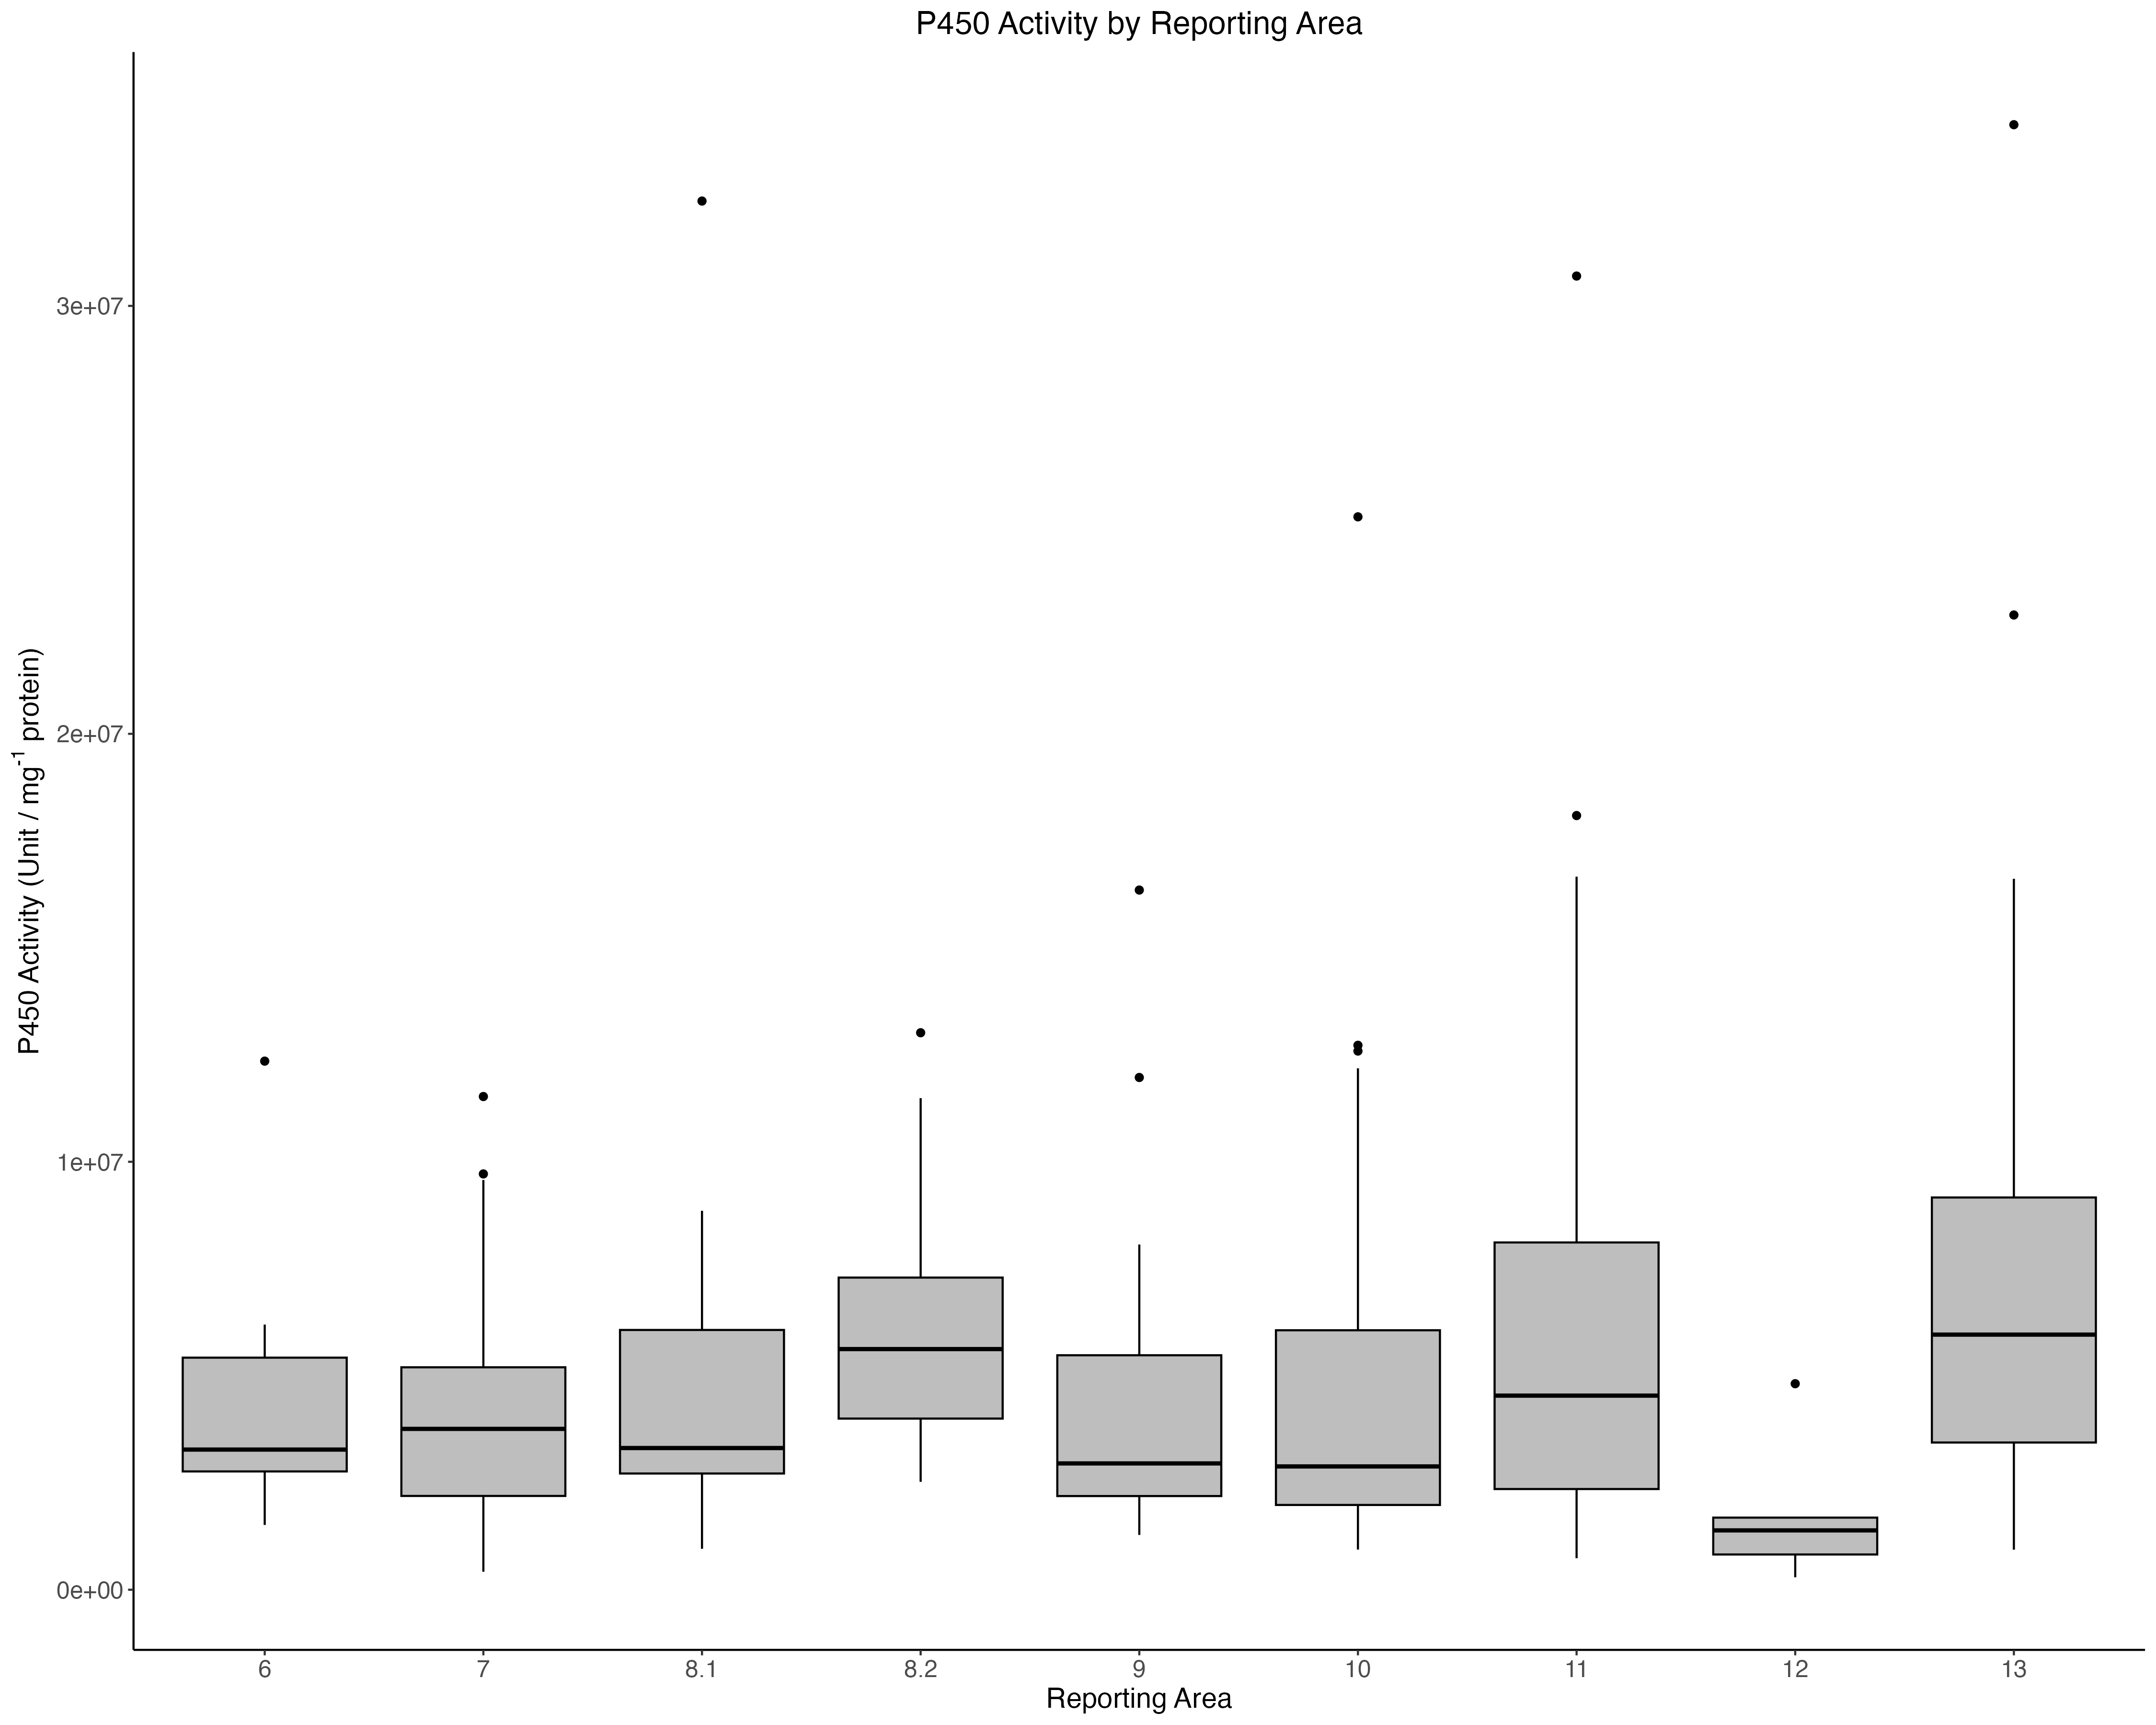 P450 Activity by Reporting Area
P450 Activity (Unit / mg⁻¹ protein)
3e+07
2e+07
1e+07
0e+00
6 7 8.1 8.2 9 10 11 12 13
Reporting Area